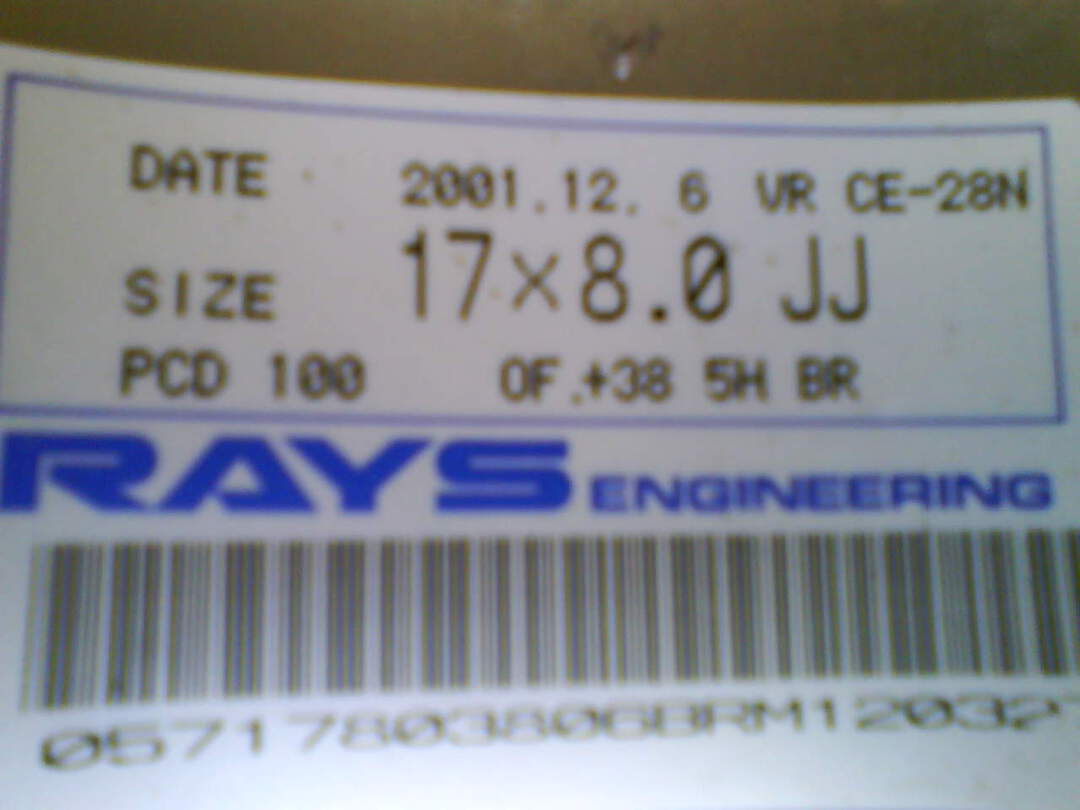 DATE 2001.12. 6 VR CE-28N
SIZE 17×8.0 JJ
PCD 100 OF.+38 5H BR
RAYS ENGINEERING
05717803806BRM12032